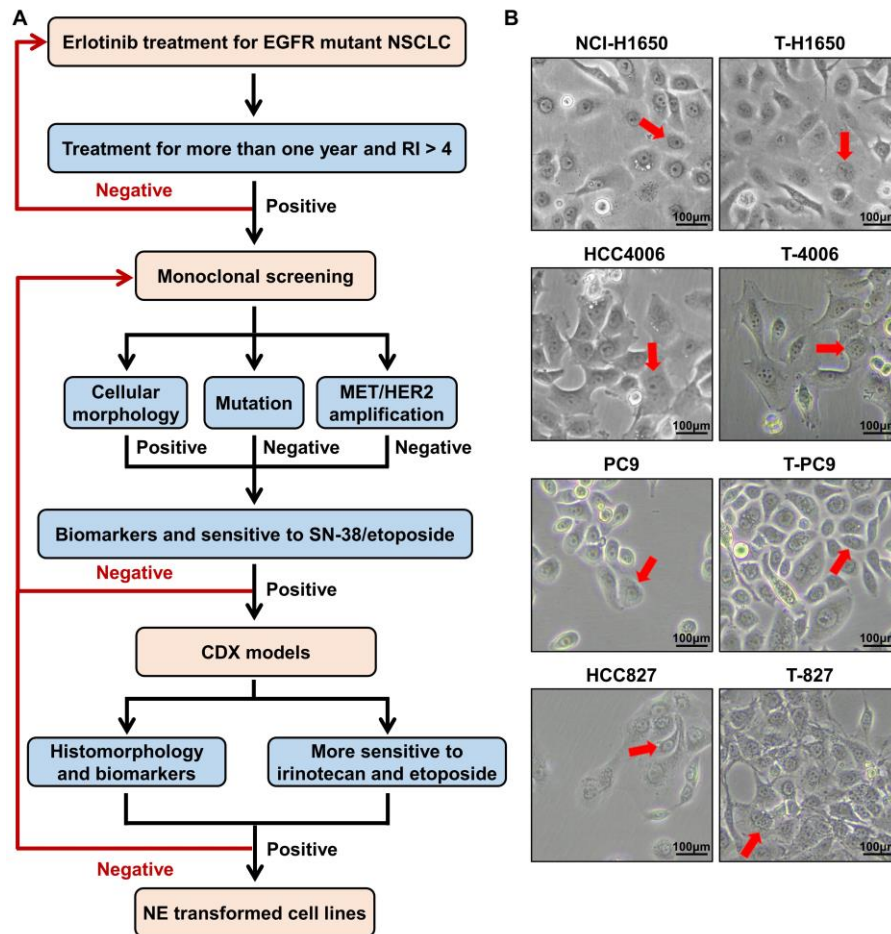 A
Erlotinib treatment for EGFR mutant NSCLC
Treatment for more than one year and RI > 4
Negative
Positive
Monoclonal screening
Cellular
morphology
Mutation
MET/HER2
amplification
Positive
Negative
Negative
Biomarkers and sensitive to SN-38/etoposide
Negative
Positive
CDX models
Histomorphology
and biomarkers
More sensitive to
irinotecan and etoposide
Negative
Positive
NE transformed cell lines
B
NCI-H1650
T-H1650
100μm
100μm
HCC4006
T-4006
100μm
100μm
PC9
T-PC9
100μm
100μm
HCC827
T-827
100μm
100μm